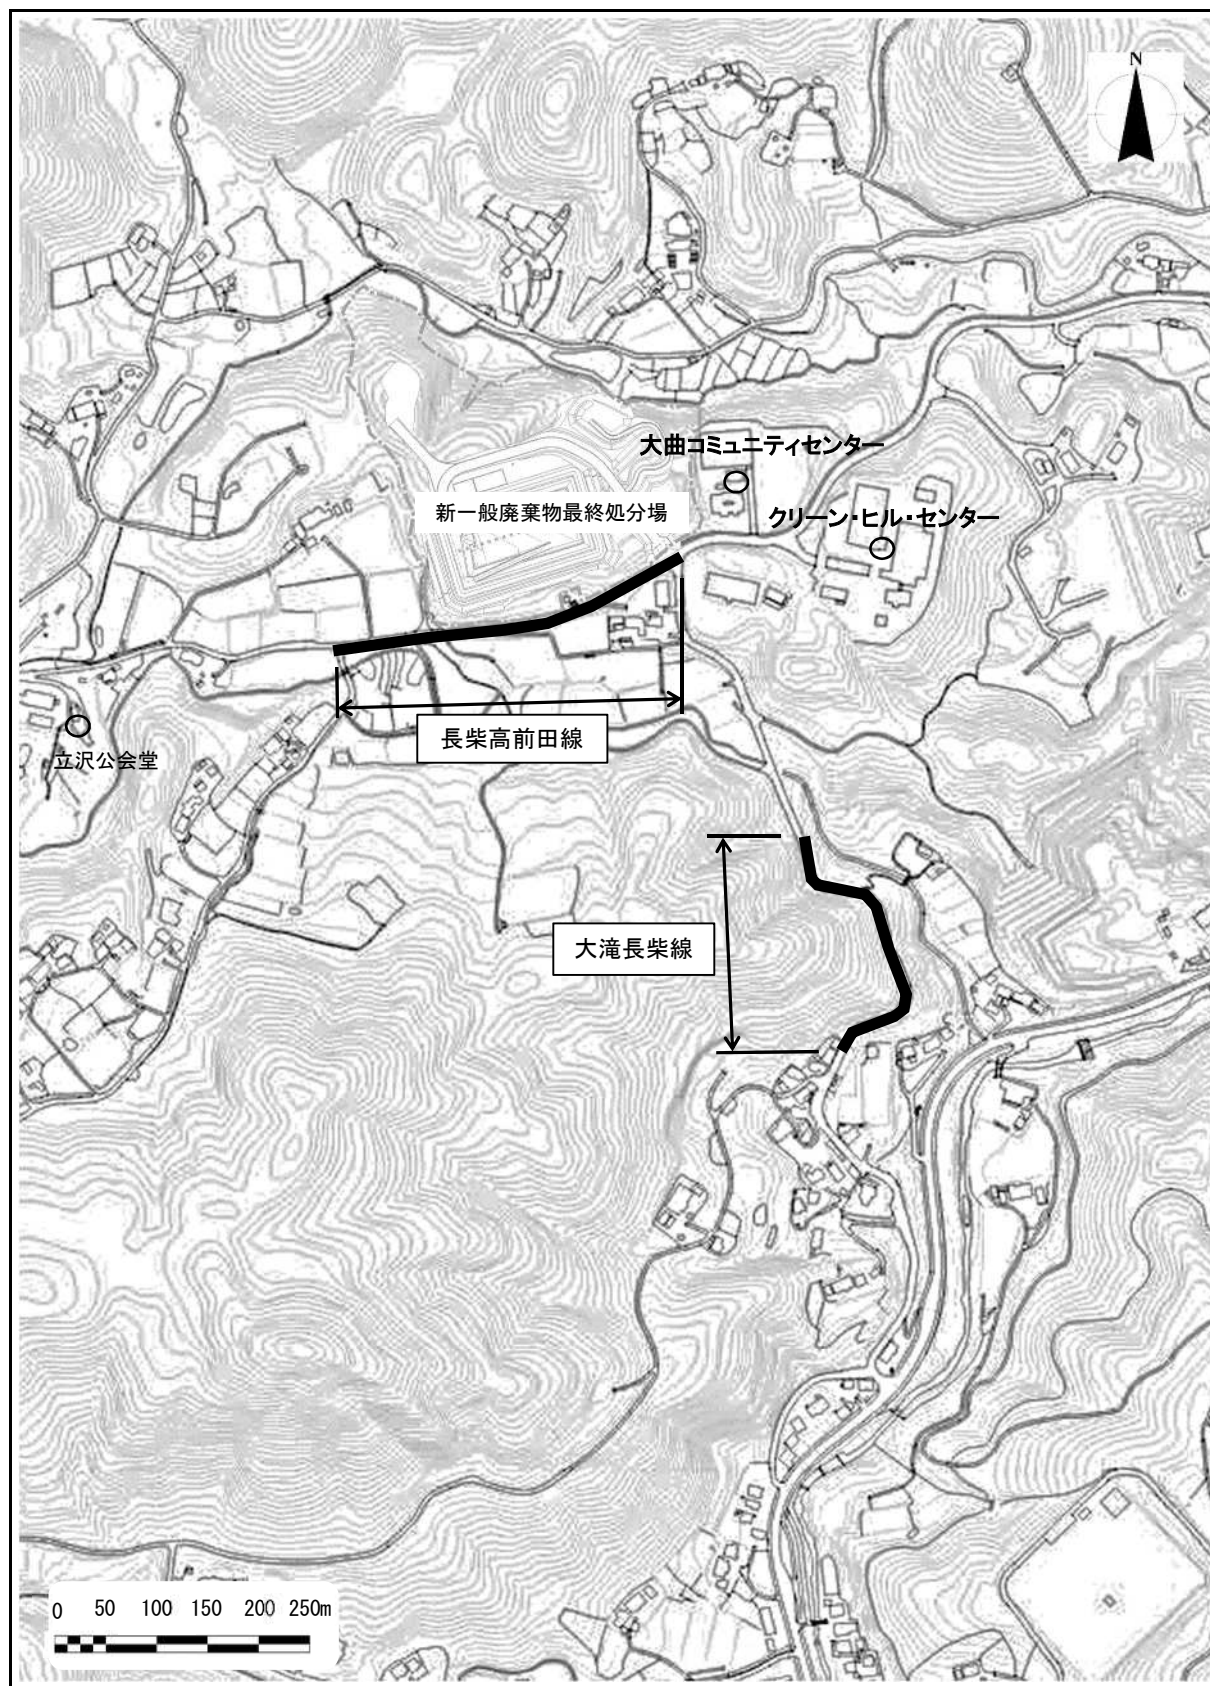 N
大曲コミュニティセンター
新一般廃棄物最終処分場
クリーン・ヒル・センター
長柴高前田線
立沢公会堂
大滝長柴線
0 50 100 150 200 250m